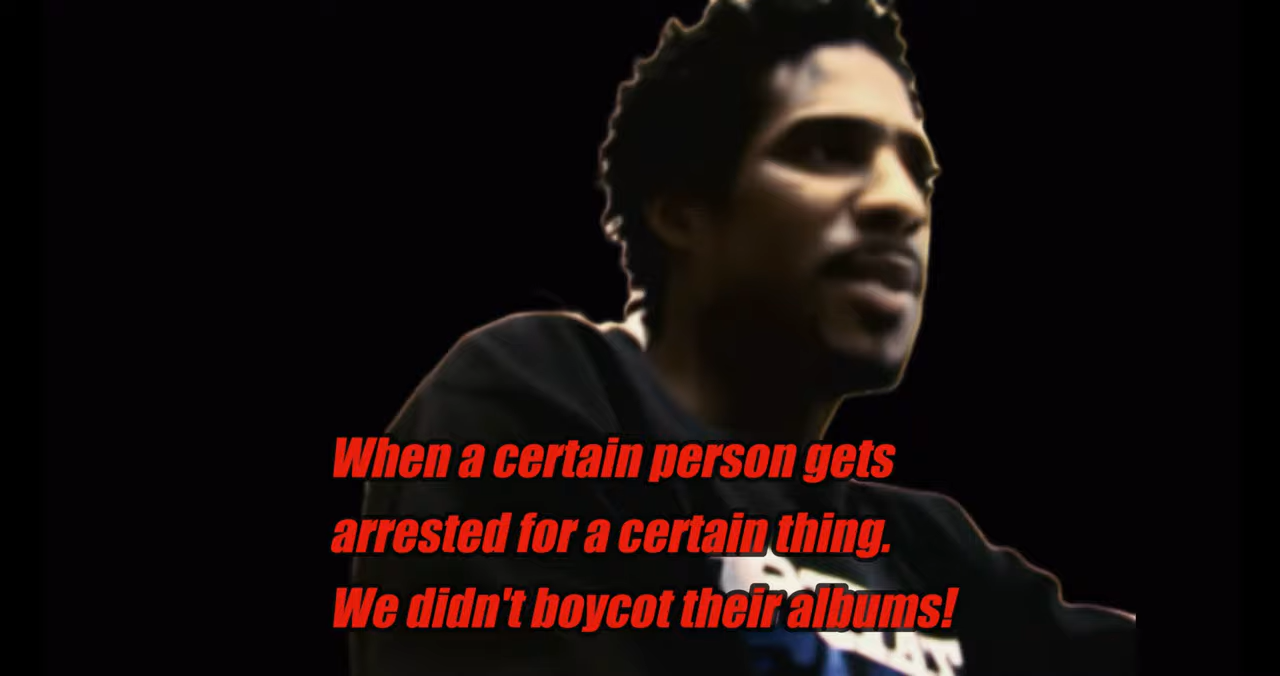 When a certain person gets
arrested for a certain thing.
We didn't boycot their albums!